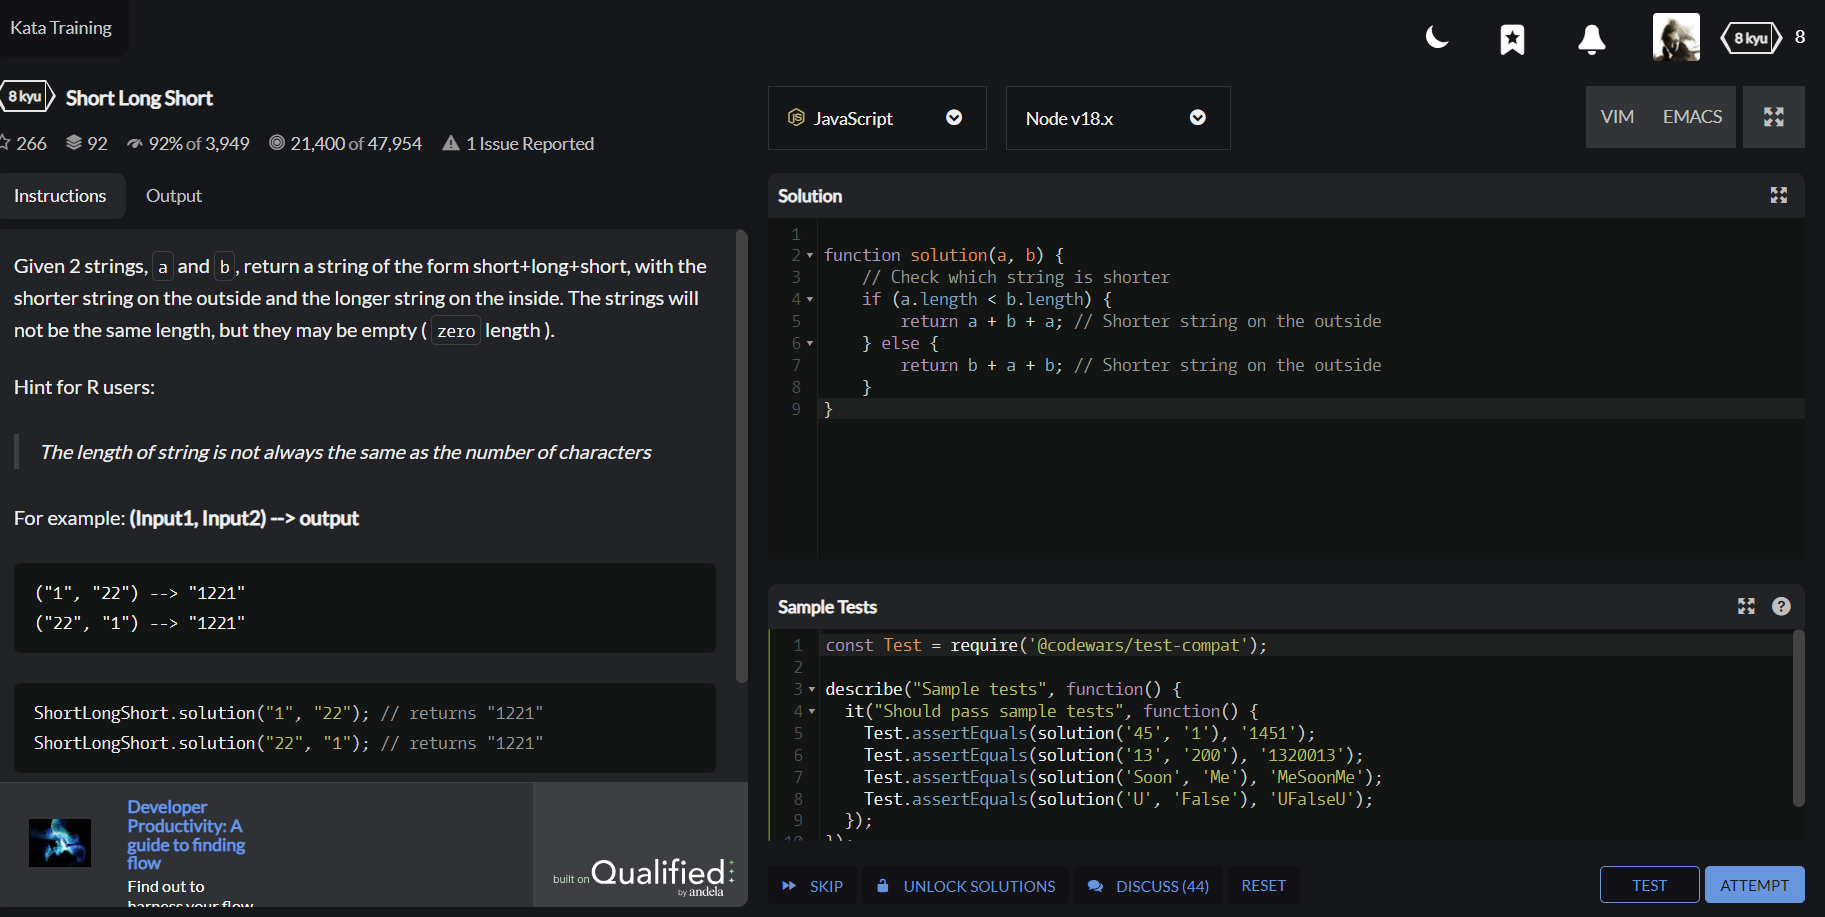 Kata Training
8 kyu
8
8 kyu
Short Long Short
266
92
92% of 3,949
21,400 of 47,954
1 Issue Reported
JavaScript
Node v18.x
VIM
EMACS
Instructions
Output
Given 2 strings, a and b, return a string of the form short+long+short, with the
shorter string on the outside and the longer string on the inside. The strings will
not be the same length, but they may be empty ( zero length ).
Hint for R users:
The length of string is not always the same as the number of characters
For example: (Input1, Input2) --> output
("1", "22") --> "1221"
("22", "1") --> "1221"
ShortLongShort.solution("1", "22"); // returns "1221"
ShortLongShort.solution("22", "1"); // returns "1221"
Developer
Productivity: A
guide to finding
flow
Find out to
harness your flow
built on Qualified
by andela
Solution
1
2 function solution(a, b) {
3 // Check which string is shorter
4 if (a.length < b.length) {
5 return a + b + a; // Shorter string on the outside
6 } else {
7 return b + a + b; // Shorter string on the outside
8 }
9 }
Sample Tests
1 const Test = require('@codewars/test-compat');
2
3 describe("Sample tests", function() {
4 it("Should pass sample tests", function() {
5 Test.assertEquals(solution('45', '1'), '1451');
6 Test.assertEquals(solution('13', '200'), '1320013');
7 Test.assertEquals(solution('Soon', 'Me'), 'MeSoonMe');
8 Test.assertEquals(solution('U', 'False'), 'UFalseU');
9 });
10 });
SKIP
UNLOCK SOLUTIONS
DISCUSS (44)
RESET
TEST
ATTEMPT